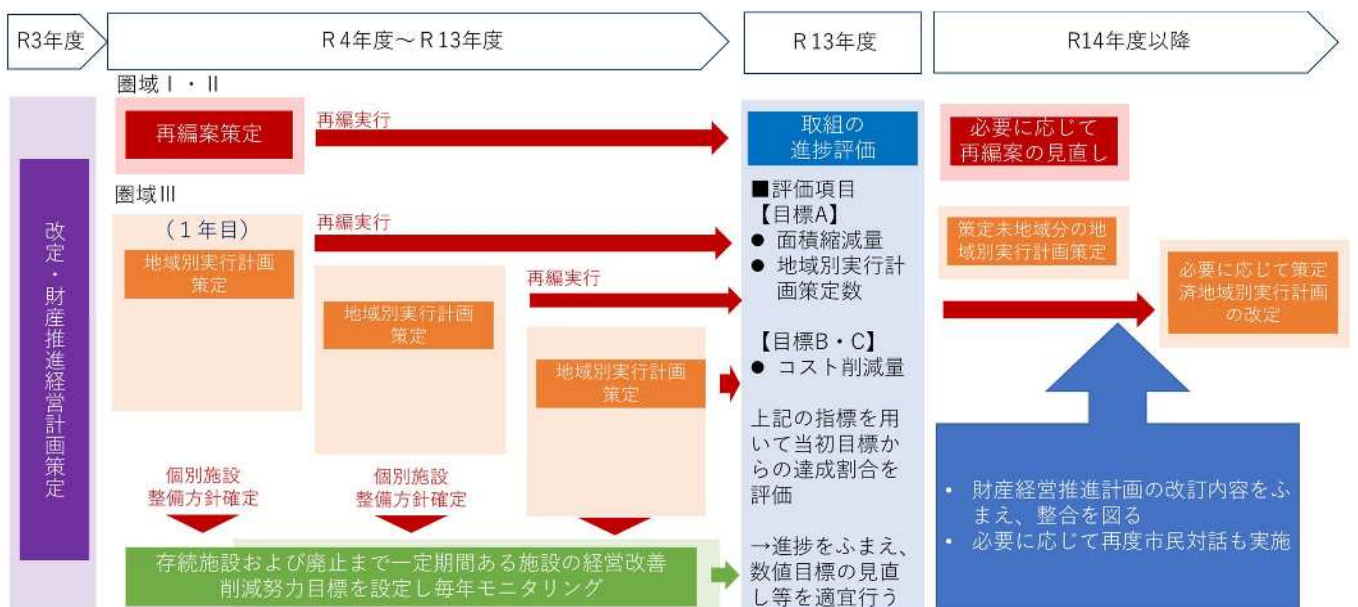 R3年度
R4年度～R13年度
R13年度
R14年度以降
改定・財産推進経営計画策定
圏域Ⅰ・Ⅱ
再編案策定
再編実行
圏域Ⅲ
(１年目)
地域別実行計画
策定
再編実行
地域別実行計画
策定
再編実行
地域別実行計画
策定
個別施設
整備方針確定
個別施設
整備方針確定
存続施設および廃止まで一定期間ある施設の経営改善
削減努力目標を設定し毎年モニタリング
取組の
進捗評価
■評価項目
【目標A】
● 面積縮減量
● 地域別実行計
画策定数
【目標B・C】
● コスト削減量
上記の指標を用
いて当初目標か
らの達成割合を
評価
→進捗をふまえ、
数値目標の見直
し等を適宜行う
必要に応じて
再編案の見直し
策定未地域分の地
域別実行計画策定
必要に応じて策定
済地域別実行計画
の改定
• 財産経営推進計画の改訂内容をふ
まえ、整合を図る
• 必要に応じて再度市民対話も実施